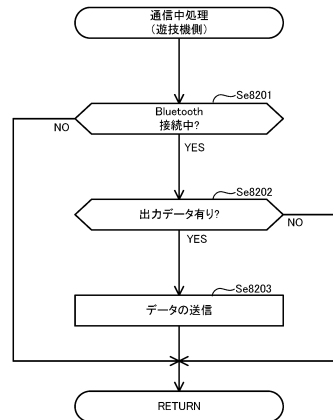 通信中処理
(遊技機側)
Se8201
Bluetooth
接続中?
NO
YES
Se8202
出力データ有り?
NO
YES
Se8203
データの送信
RETURN